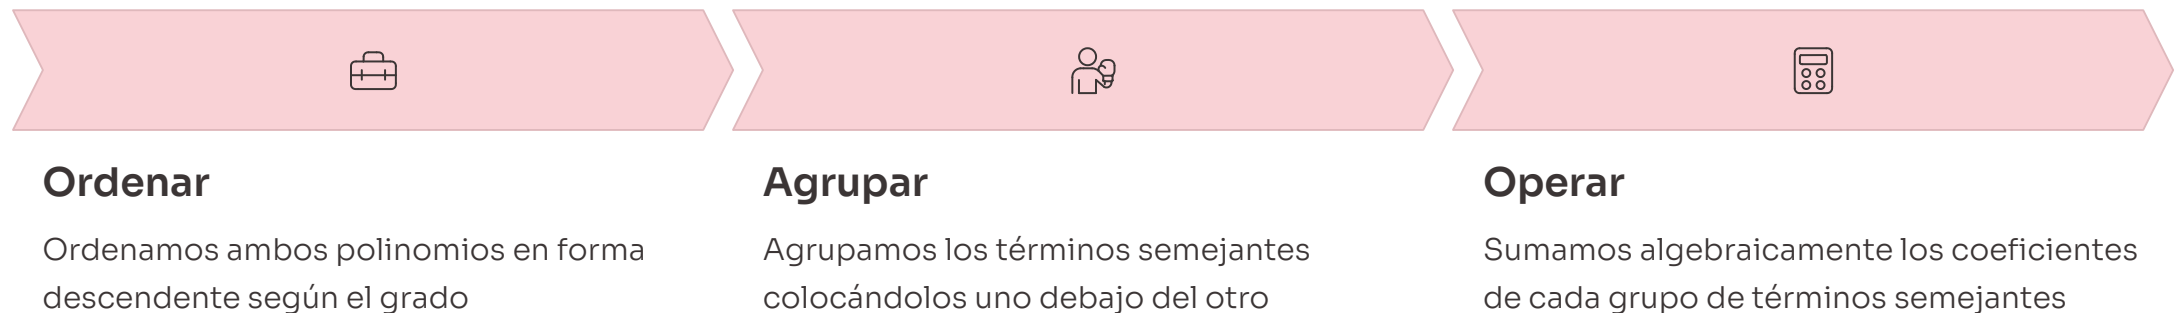 Ordenar
Ordenamos ambos polinomios en forma
descendente según el grado
Agrupar
Agrupamos los términos semejantes
colocándolos uno debajo del otro
Operar
Sumamos algebraicamente los coeficientes
de cada grupo de términos semejantes